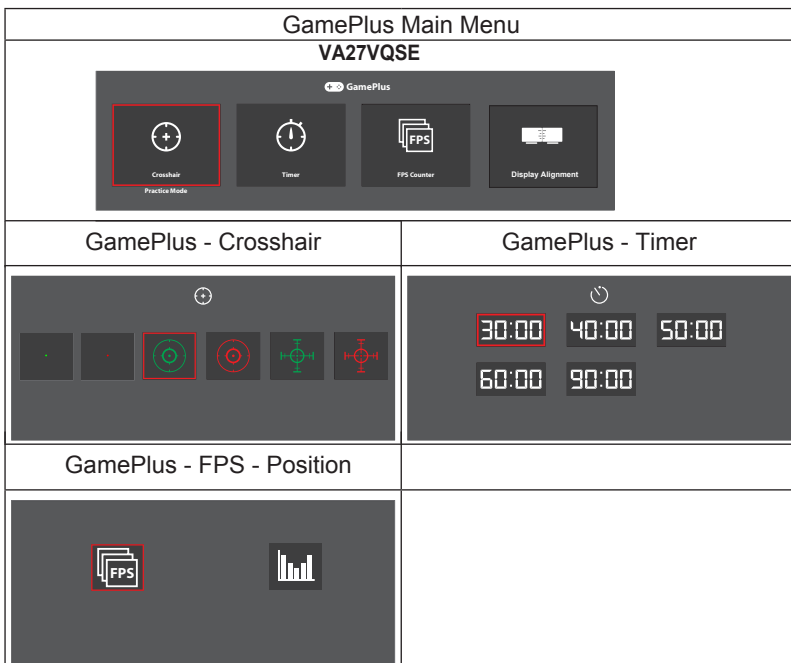 GamePlus Main Menu
VA27VQSE
GamePlus
Crosshair
Timer
FPS
FPS Counter
Display Alignment
Practice Mode
GamePlus - Crosshair
GamePlus - Timer
30:00 40:00 50:00
60:00 90:00
GamePlus - FPS - Position
FPS